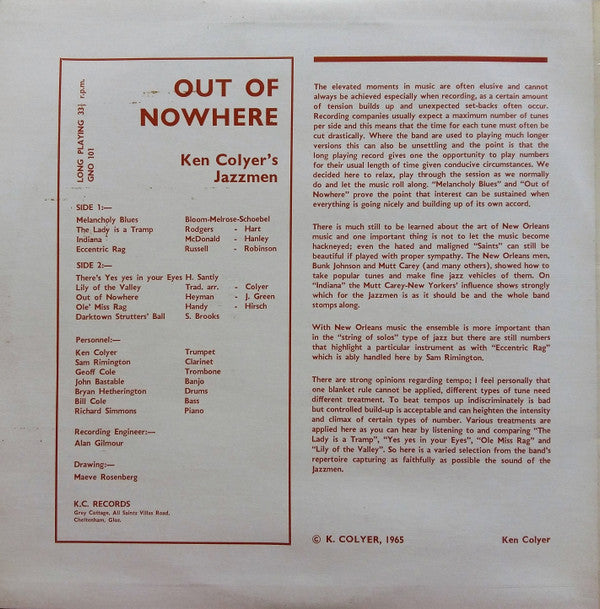 LONG PLAYING 33⅓ r.p.m.
GNO 101
OUT OF
NOWHERE
Ken Colyer's
Jazzmen
SIDE 1:—
Melancholy Blues Bloom-Melrose-Schoebel
The Lady is a Tramp Rodgers - Hart
Indiana McDonald - Hanley
Eccentric Rag Russell - Robinson
SIDE 2:—
There's Yes yes in your Eyes H. Santly
Lily of the Valley Trad. arr. - Colyer
Out of Nowhere Heyman - J. Green
Ole' Miss Rag Handy - Hirsch
Darktown Strutters' Ball S. Brooks
Personnel:—
Ken Colyer Trumpet
Sam Rimington Clarinet
Geoff Cole Trombone
John Bastable Banjo
Bryan Hetherington Drums
Bill Cole Bass
Richard Simmons Piano
Recording Engineer:—
Alan Gilmour
Drawing:—
Maeve Rosenberg
K.C. RECORDS
Grey Cottage, All Saints Villas Road,
Cheltenham, Glos.
The elevated moments in music are often elusive and cannot
always be achieved especially when recording, as a certain amount
of tension builds up and unexpected set-backs often occur.
Recording companies usually expect a maximum number of tunes
per side and this means that the time for each tune must often be
cut drastically. Where the band are used to playing much longer
versions this can also be unsettling and the point is that the
long playing record gives one the opportunity to play numbers
for their usual length of time given conducive circumstances. We
decided here to relax, play through the session as we normally
do and let the music roll along. "Melancholy Blues" and "Out of
Nowhere" prove the point that interest can be sustained when
everything is going nicely and building up of its own accord.
There is much still to be learned about the art of New Orleans
music and one important thing is not to let the music become
hackneyed; even the hated and maligned "Saints" can still be
beautiful if played with proper sympathy. The New Orleans men,
Bunk Johnson and Mutt Carey (and many others), showed how to
take popular tunes and make fine jazz vehicles of them. On
"Indiana" the Mutt Carey-New Yorkers' influence shows strongly
which for the Jazzmen is as it should be and the whole band
stomps along.
With New Orleans music the ensemble is more important than
in the "string of solos" type of jazz but there are still numbers
that highlight a particular instrument as with "Eccentric Rag"
which is ably handled here by Sam Rimington.
There are strong opinions regarding tempo; I feel personally that
one blanket rule cannot be applied, different types of tune need
different treatment. To beat tempos up indiscriminately is bad
but controlled build-up is acceptable and can heighten the intensity
and climax of certain types of number. Various treatments are
applied here as you can hear by listening to and comparing "The
Lady is a Tramp", "Yes yes in your Eyes", "Ole Miss Rag" and
"Lily of the Valley". So here is a varied selection from the band's
repertoire capturing as faithfully as possible the sound of the
Jazzmen.
© K. COLYER, 1965 Ken Colyer